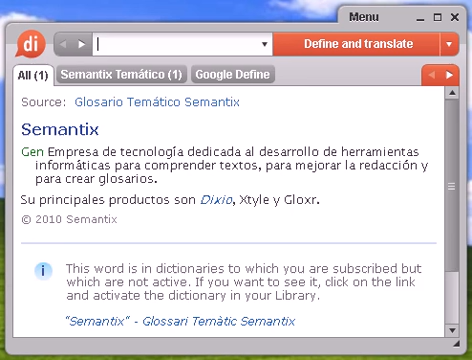 Menu
di
Define and translate
All (1) Semantix Temático (1) Google Define
Source: Glosario Temático Semantix
Semantix
Gen Empresa de tecnología dedicada al desarrollo de herramientas
informáticas para comprender textos, para mejorar la redacción y
para crear glosarios.
Su principales productos son Dixio, Xtyle y Gloxr.
© 2010 Semantix
i
This word is in dictionaries to which you are subscribed but
which are not active. If you want to see it, click on the link
and activate the dictionary in your Library.
"Semantix" - Glossari Temàtic Semantix